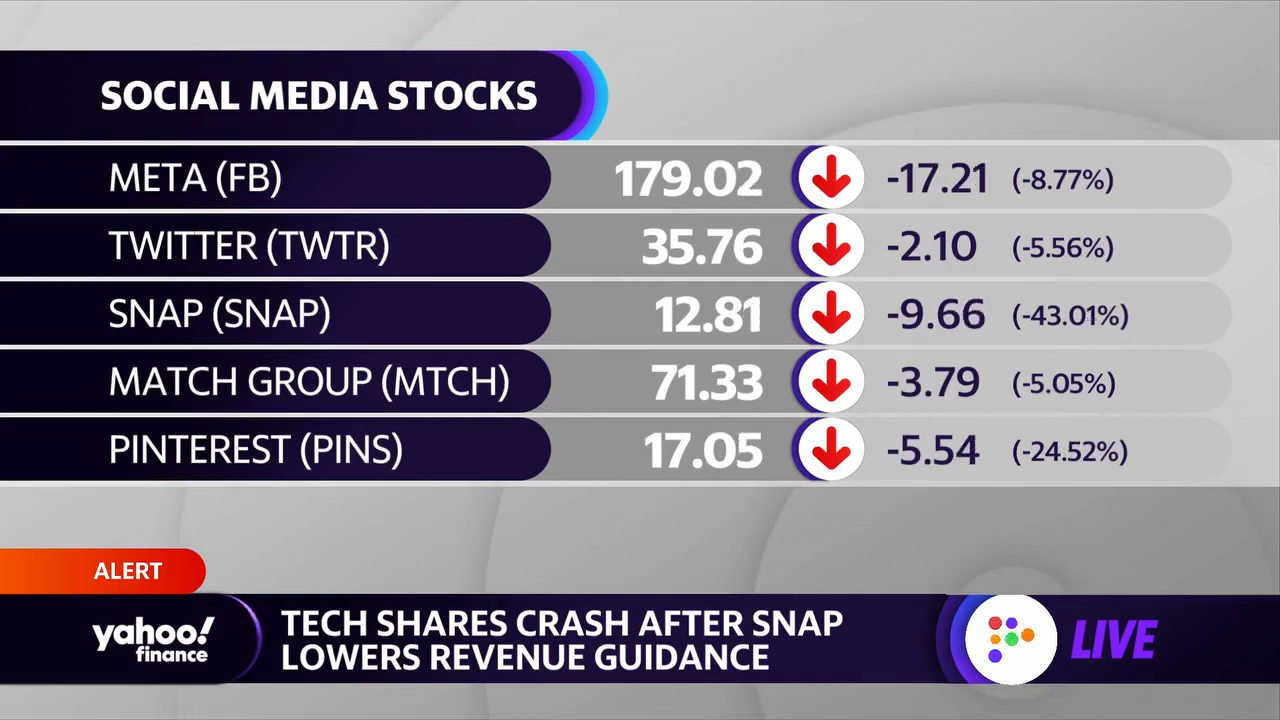 SOCIAL MEDIA STOCKS
META (FB) 179.02 -17.21 (-8.77%)
TWITTER (TWTR) 35.76 -2.10 (-5.56%)
SNAP (SNAP) 12.81 -9.66 (-43.01%)
MATCH GROUP (MTCH) 71.33 -3.79 (-5.05%)
PINTEREST (PINS) 17.05 -5.54 (-24.52%)
ALERT
yahoo!
finance
TECH SHARES CRASH AFTER SNAP
LOWERS REVENUE GUIDANCE
LIVE